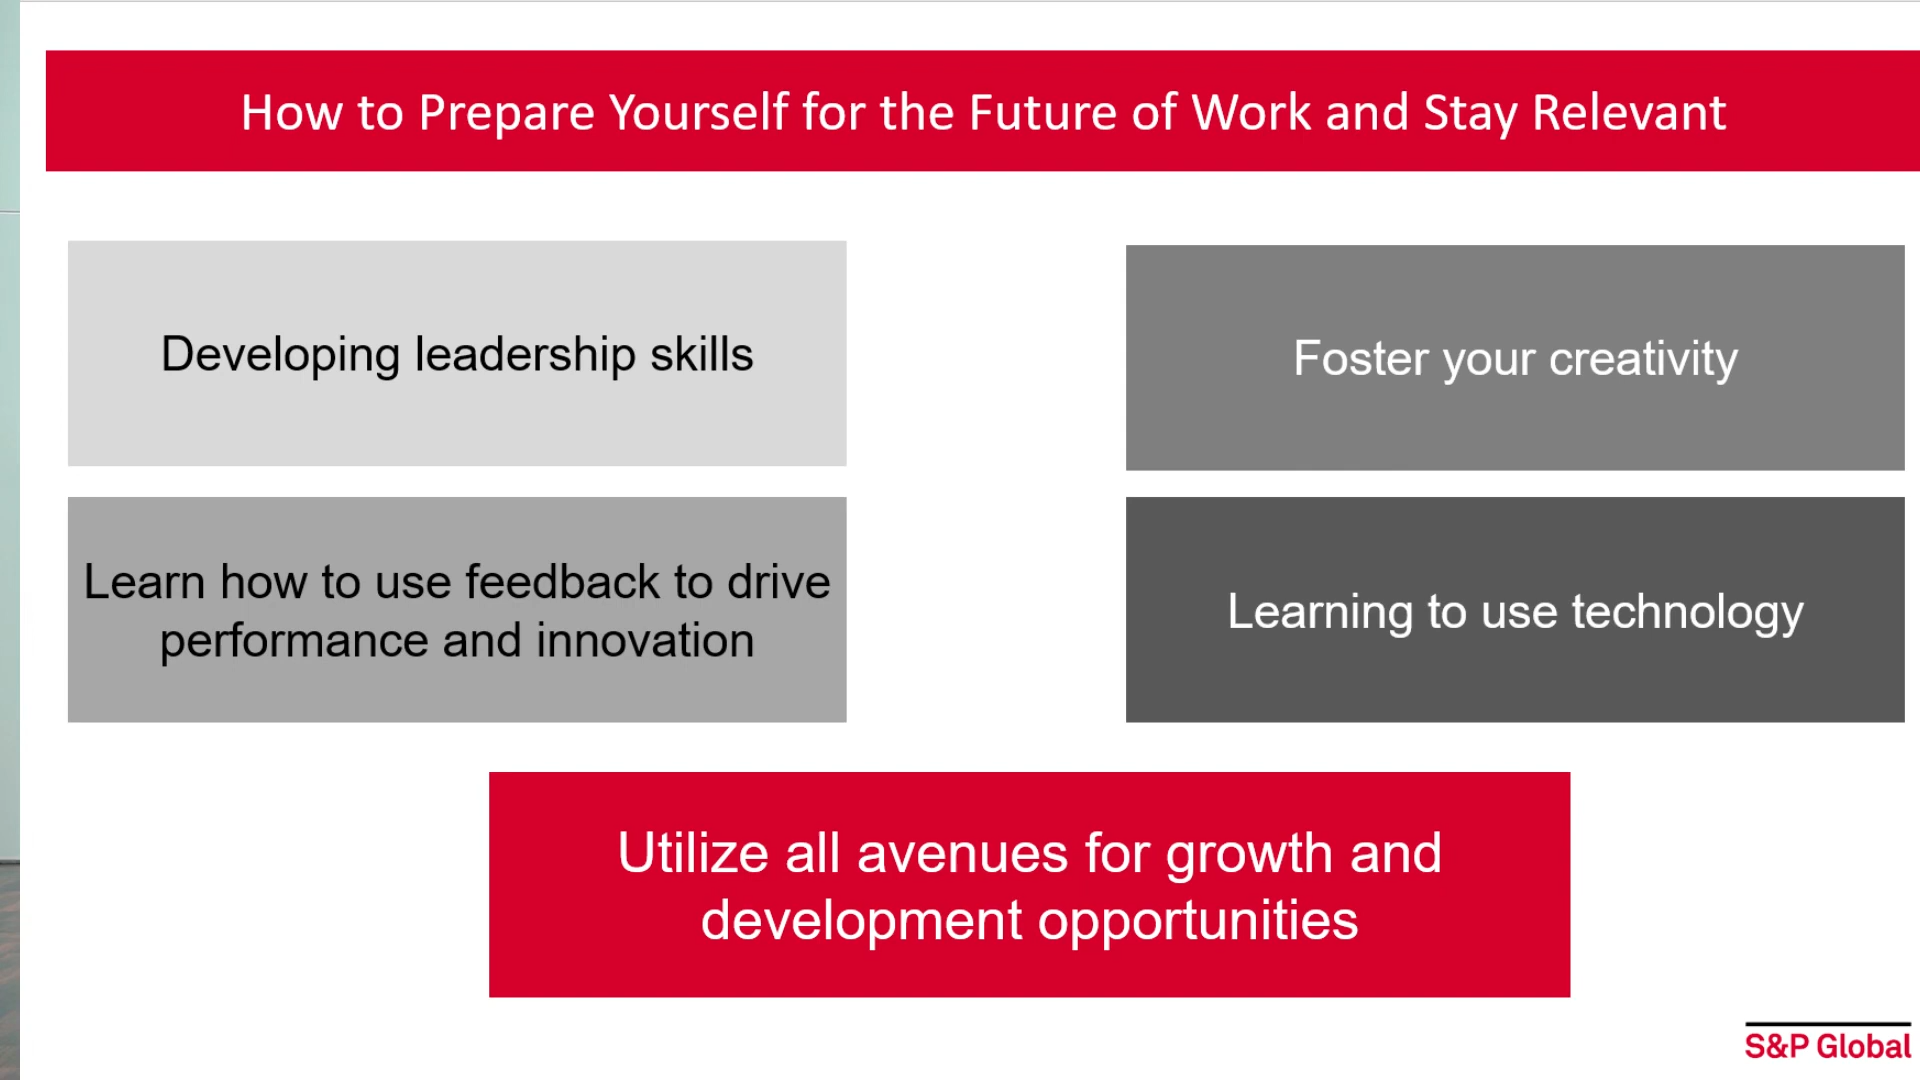 How to Prepare Yourself for the Future of Work and Stay Relevant
Developing leadership skills
Foster your creativity
Learn how to use feedback to drive
performance and innovation
Learning to use technology
Utilize all avenues for growth and
development opportunities
S&P Global